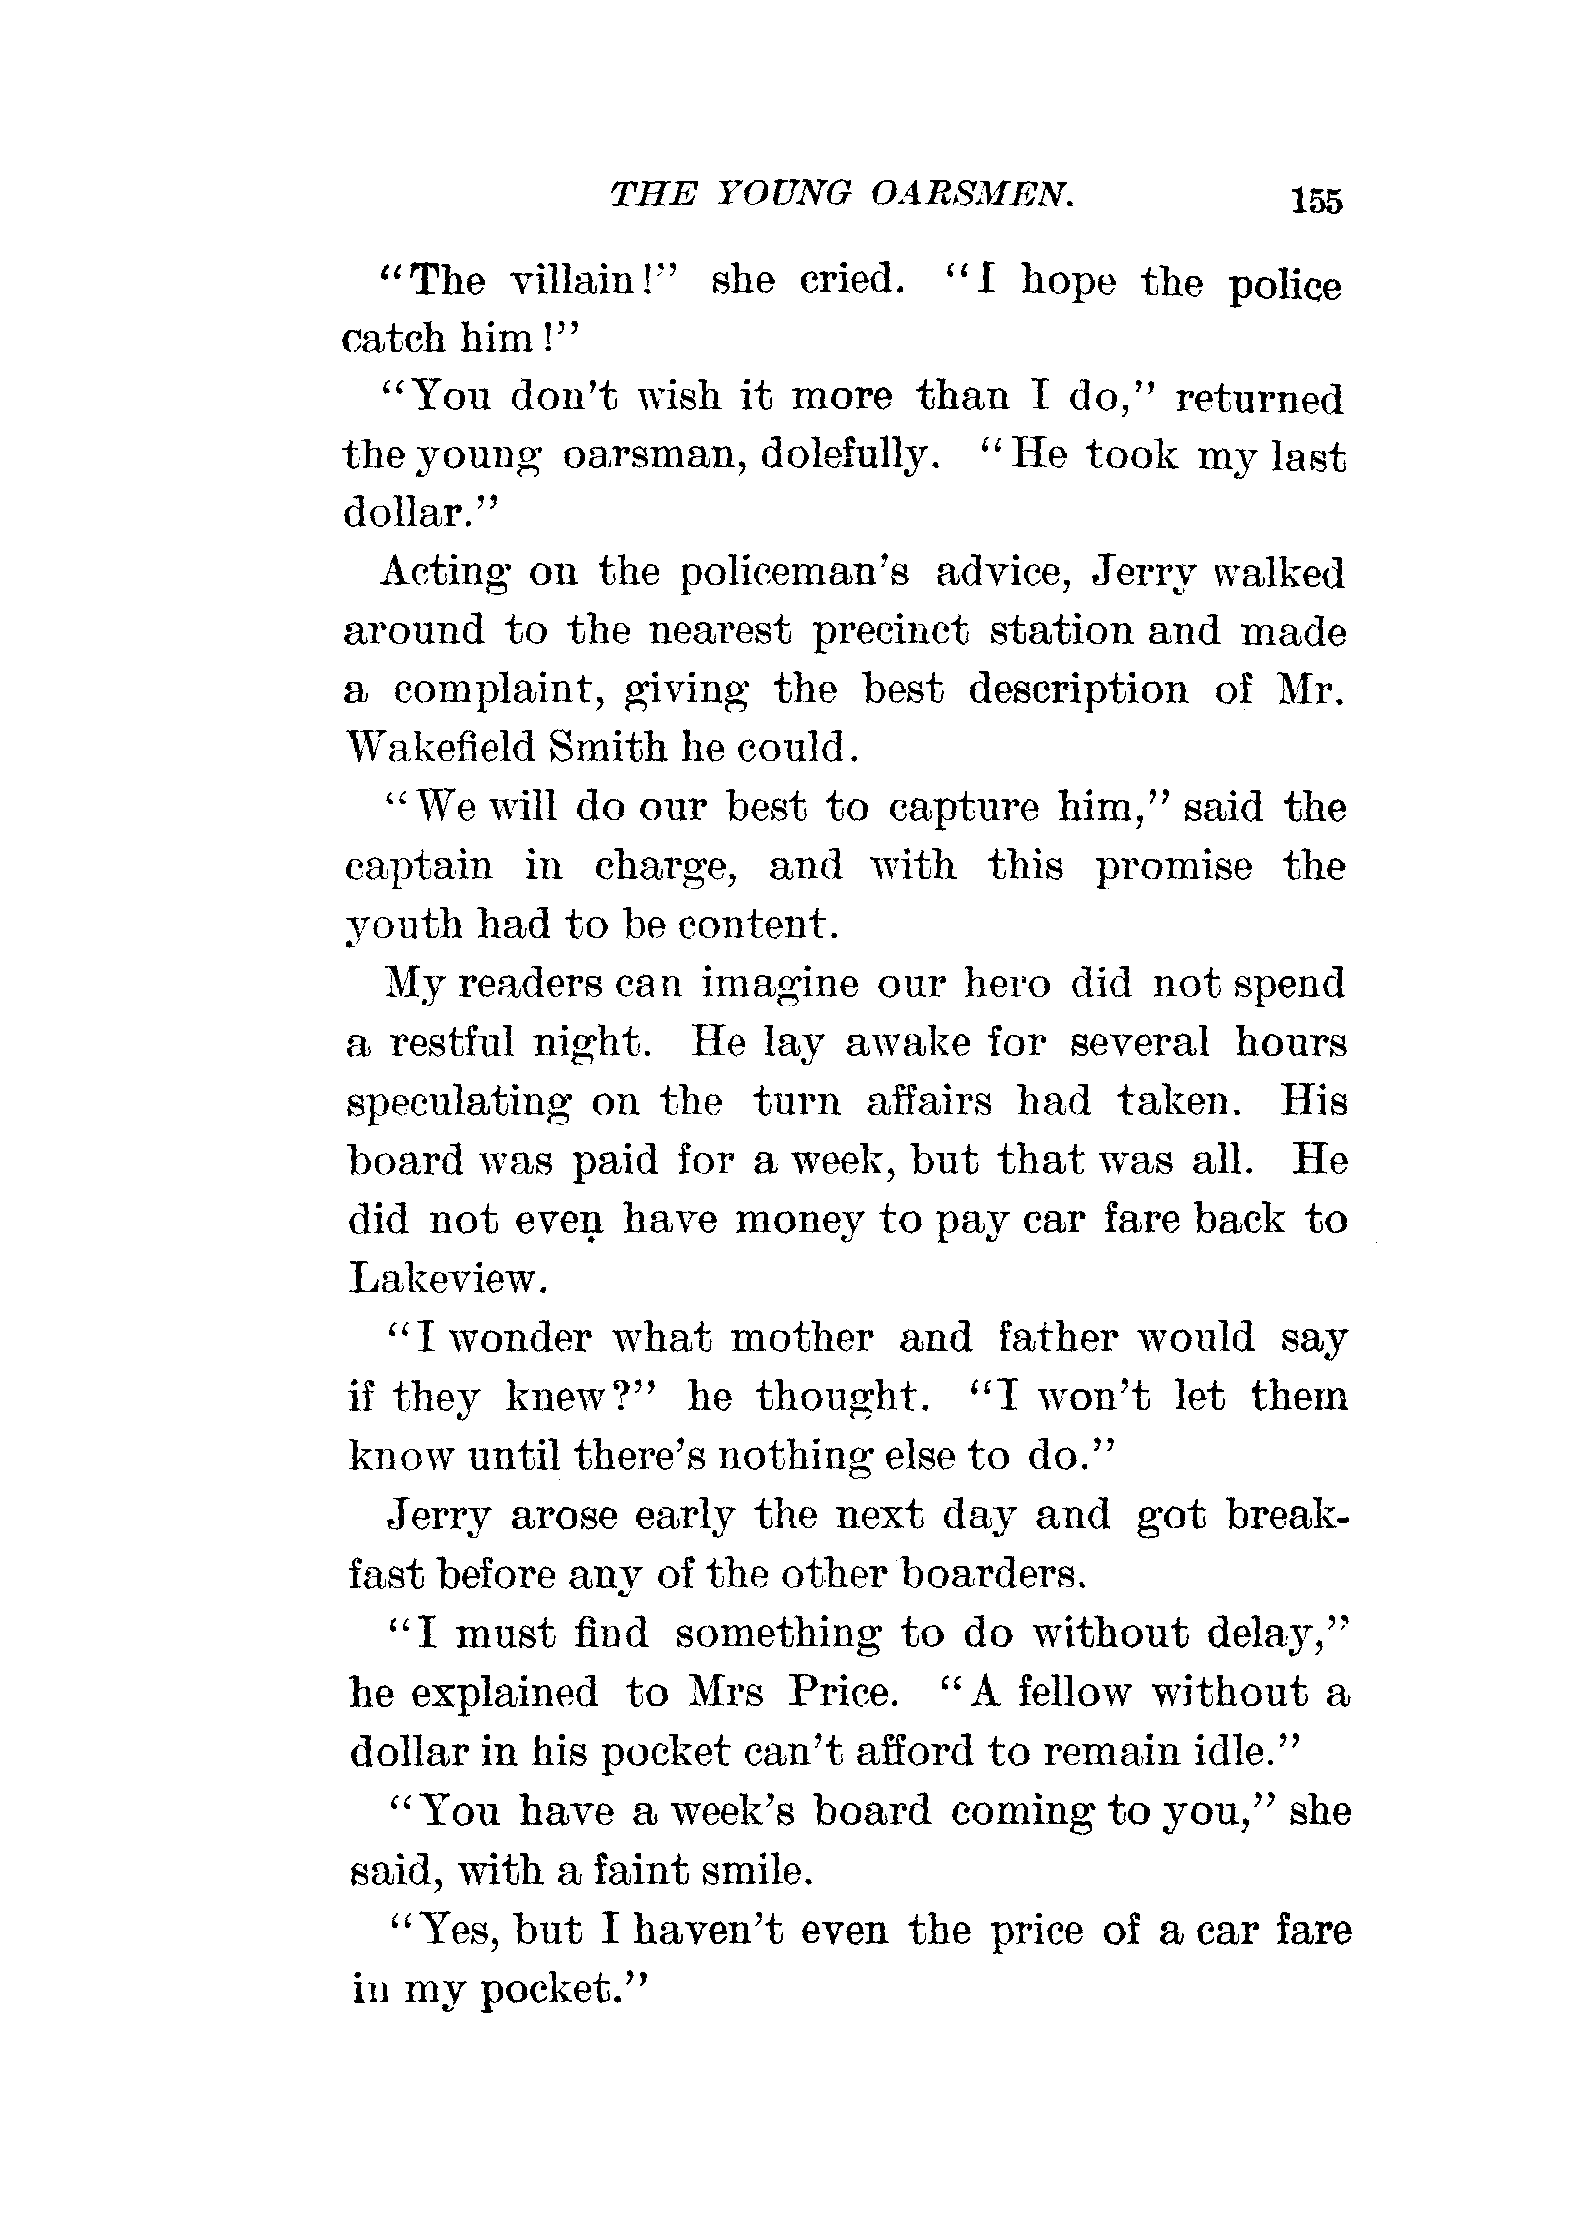 THE YOUNG OARSMEN. 155
"The villain!" she cried. "I hope the police
catch him!"
"You don't wish it more than I do," returned
the young oarsman, dolefully. "He took my last
dollar."
Acting on the policeman's advice, Jerry walked
around to the nearest precinct station and made
a complaint, giving the best description of Mr.
Wakefield Smith he could.
"We will do our best to capture him," said the
captain in charge, and with this promise the
youth had to be content.
My readers can imagine our hero did not spend
a restful night. He lay awake for several hours
speculating on the turn affairs had taken. His
board was paid for a week, but that was all. He
did not even have money to pay car fare back to
Lakeview.
"I wonder what mother and father would say
if they knew?" he thought. "I won't let them
know until there's nothing else to do."
Jerry arose early the next day and got break-
fast before any of the other boarders.
"I must find something to do without delay,"
he explained to Mrs Price. "A fellow without a
dollar in his pocket can't afford to remain idle."
"You have a week's board coming to you," she
said, with a faint smile.
"Yes, but I haven't even the price of a car fare
in my pocket."